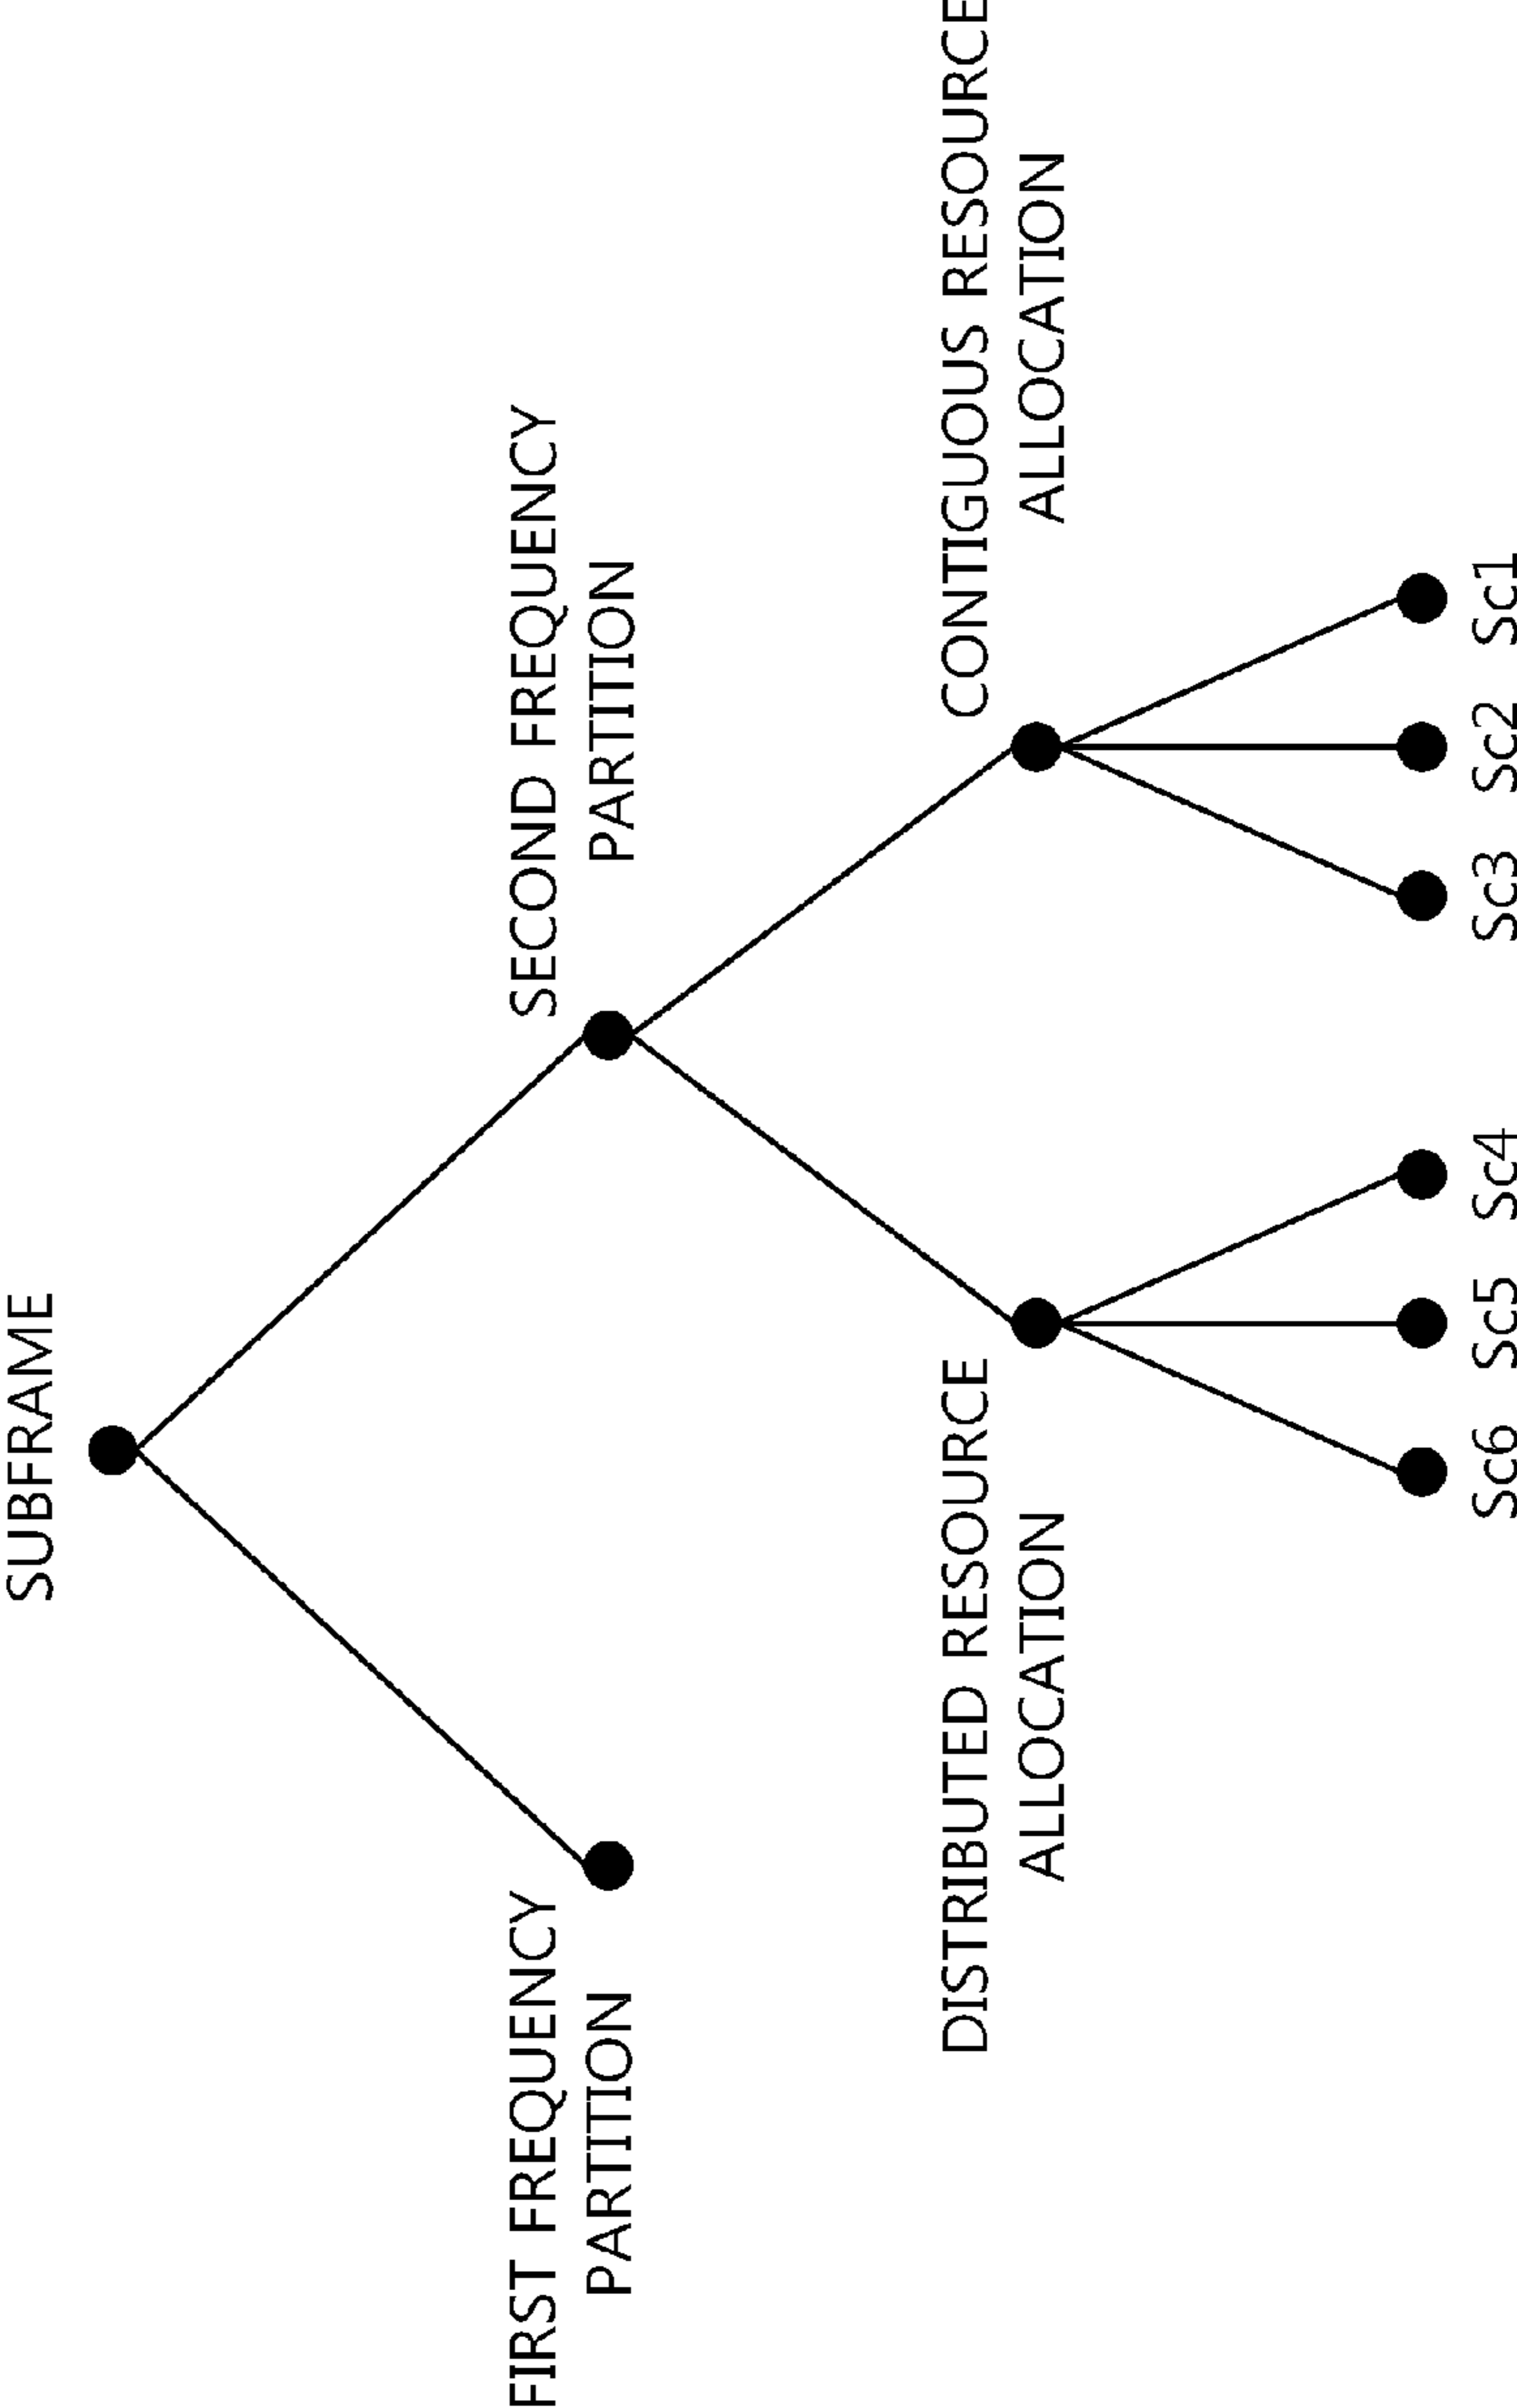 SUBFRAME
FIRST FREQUENCY
PARTITION
SECOND FREQUENCY
PARTITION
DISTRIBUTED RESOURCE
ALLOCATION
CONTIGUOUS RESOURCE
ALLOCATION
Sc6
Sc5
Sc4
Sc3
Sc2
Sc1